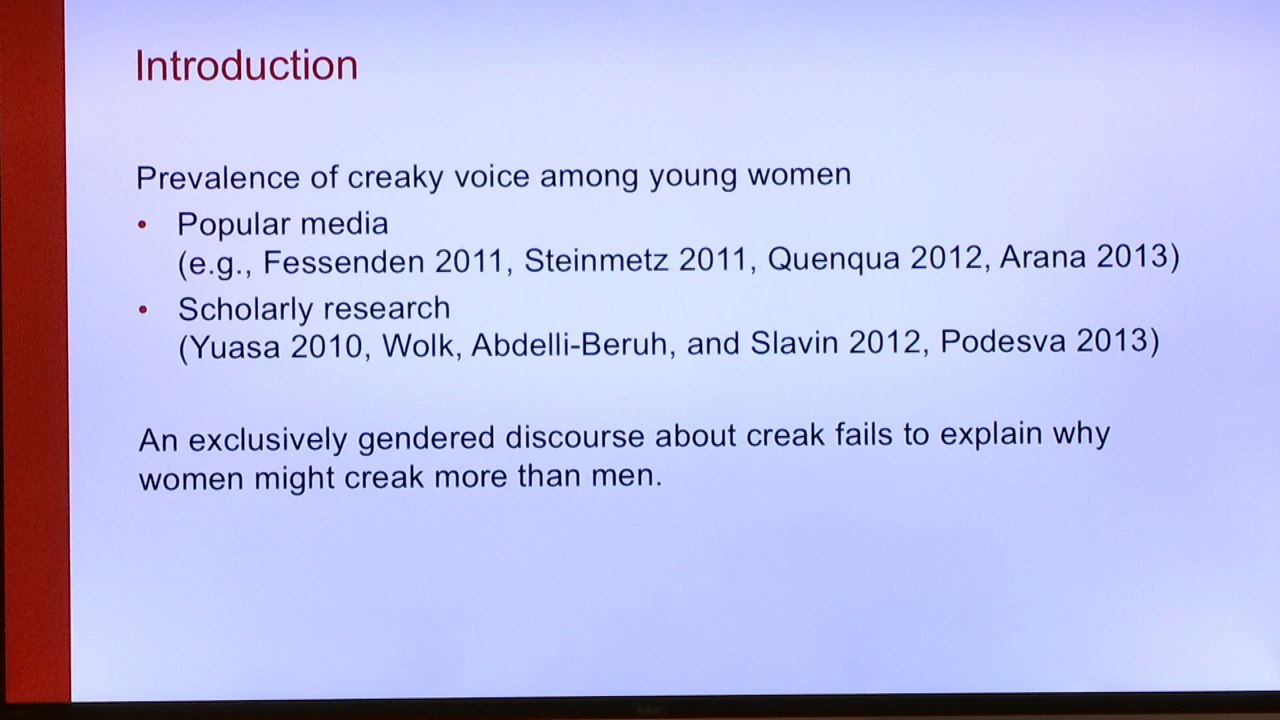 Introduction
Prevalence of creaky voice among young women
• Popular media
(e.g., Fessenden 2011, Steinmetz 2011, Quenqua 2012, Arana 2013)
• Scholarly research
(Yuasa 2010, Wolk, Abdelli-Beruh, and Slavin 2012, Podesva 2013)
An exclusively gendered discourse about creak fails to explain why
women might creak more than men.